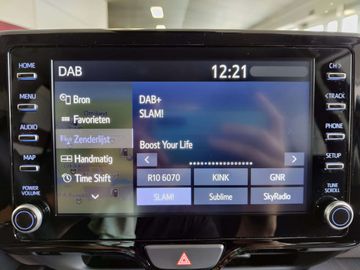 DAB
12:21
HOME
MENU
AUDIO
MAP
POWER
VOLUME
Bron
Favorieten
Zenderlijst
Handmatig
Time Shift
DAB+
SLAM!
Boost Your Life
R10 6070
KINK
GNR
SLAM!
Sublime
SkyRadio
CH >
< TRACK
PHONE
SETUP
TUNE
SCROLL